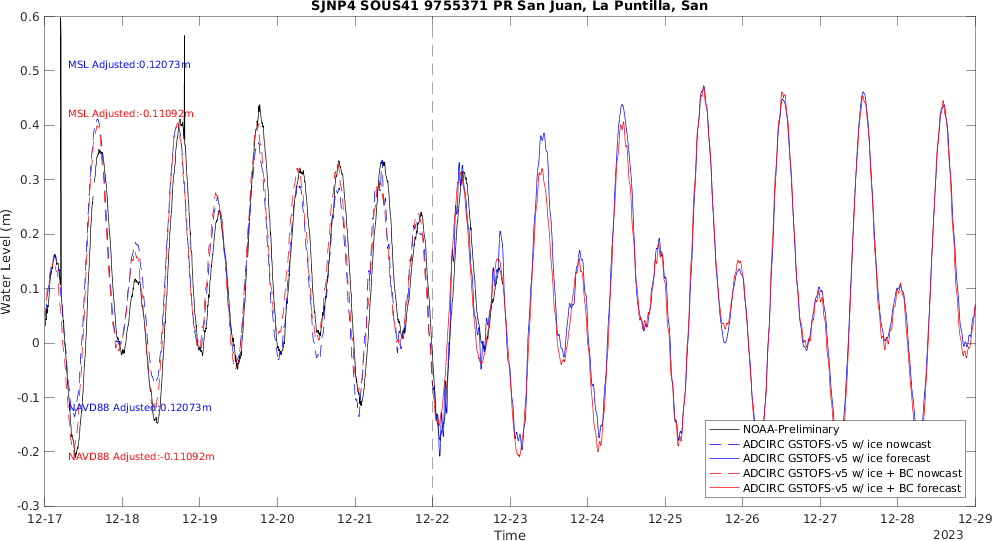 SJNP4 SOUS41 9755371 PR San Juan, La Puntilla, San
Water Level (m)
0.6
0.5
0.4
0.3
0.2
0.1
0
-0.1
-0.2
-0.3
MSL Adjusted:0.12073m
MSL Adjusted:-0.11092m
NAVD88 Adjusted:0.12073m
NAVD88 Adjusted:-0.11092m
NOAA-Preliminary
ADCIRC GSTOFS-v5 w/ ice nowcast
ADCIRC GSTOFS-v5 w/ ice forecast
ADCIRC GSTOFS-v5 w/ ice + BC nowcast
ADCIRC GSTOFS-v5 w/ ice + BC forecast
12-17 12-18 12-19 12-20 12-21 12-22 12-23 12-24 12-25 12-26 12-27 12-28 12-29
Time
2023